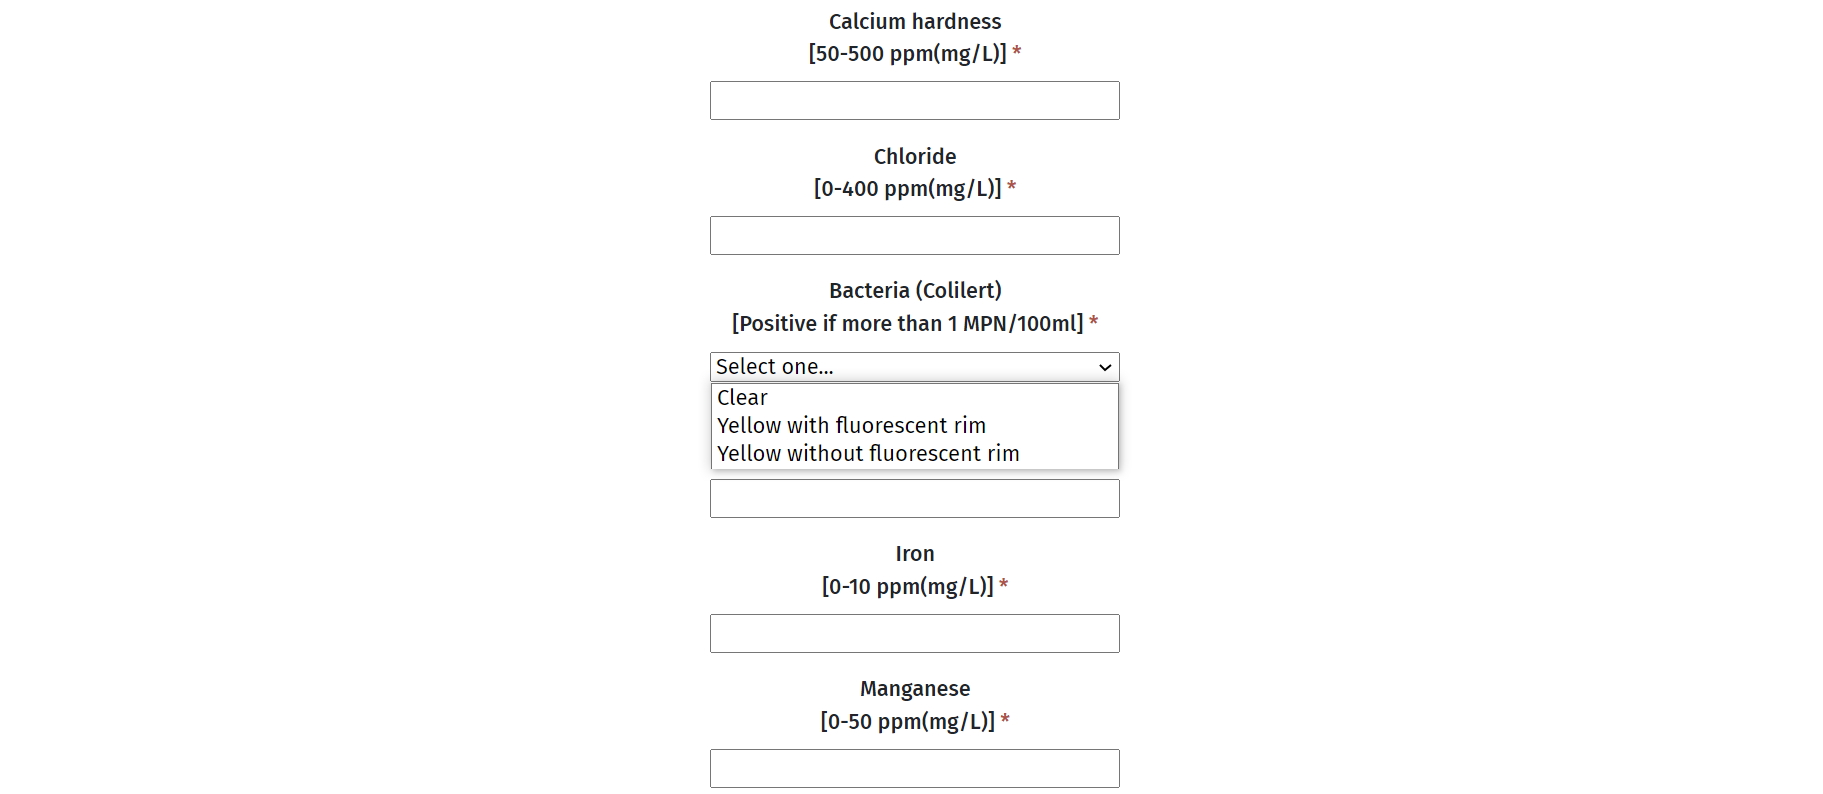 Calcium hardness
[50-500 ppm(mg/L)] *
Chloride
[0-400 ppm(mg/L)] *
Bacteria (Colilert)
[Positive if more than 1 MPN/100ml] *
Select one...
Clear
Yellow with fluorescent rim
Yellow without fluorescent rim
Iron
[0-10 ppm(mg/L)] *
Manganese
[0-50 ppm(mg/L)] *